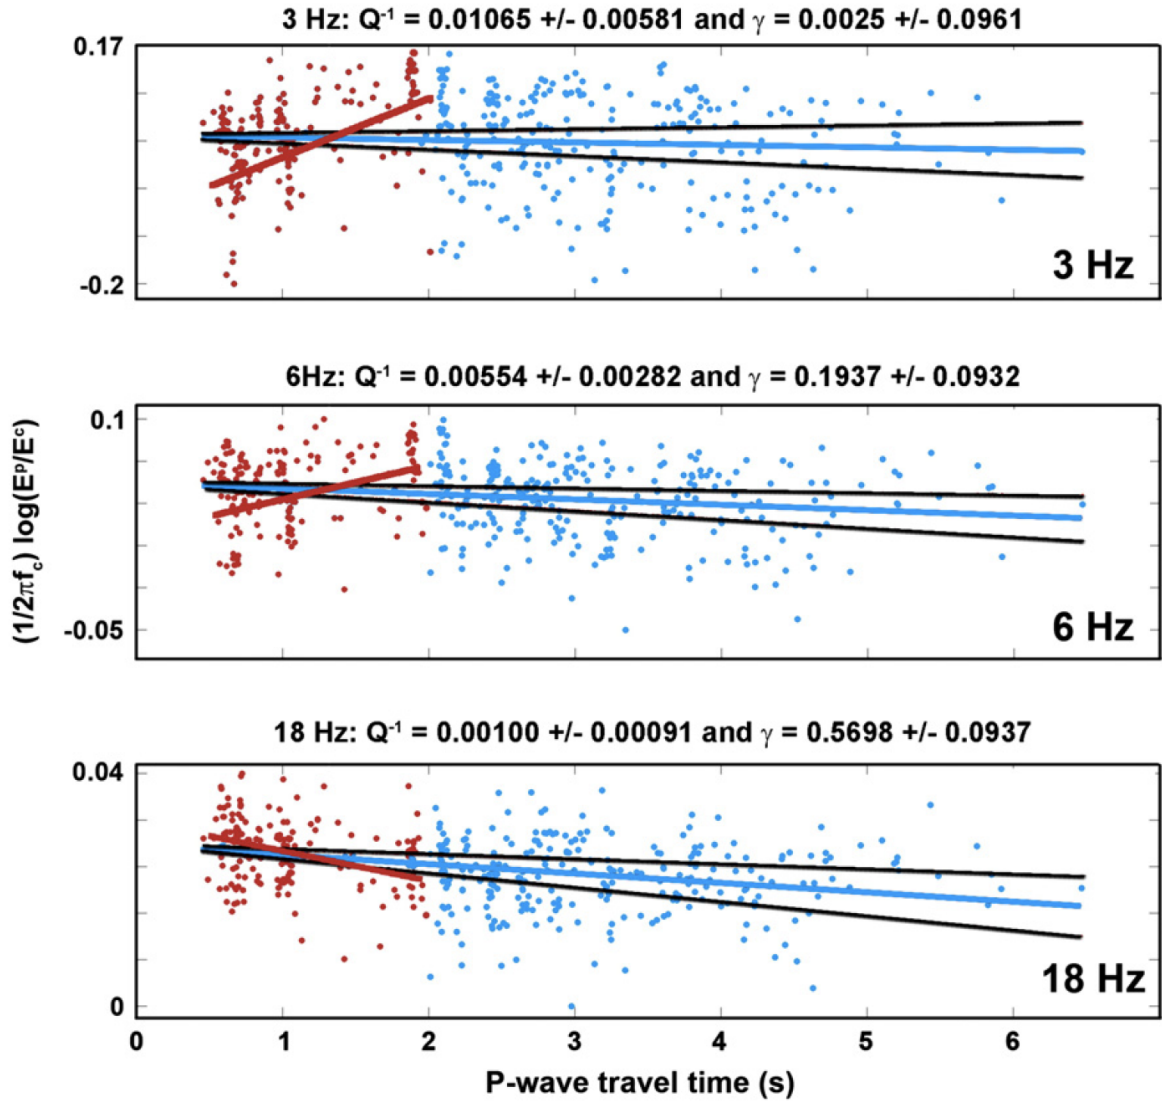 3 Hz: Q⁻¹ = 0.01065 +/- 0.00581 and γ = 0.0025 +/- 0.0961
0.17
-0.2
3 Hz
6Hz: Q⁻¹ = 0.00554 +/- 0.00282 and γ = 0.1937 +/- 0.0932
0.1
-0.05
6 Hz
(1/2πf_c) log(Eᵖ/Eᶜ)
18 Hz: Q⁻¹ = 0.00100 +/- 0.00091 and γ = 0.5698 +/- 0.0937
0.04
0
18 Hz
0 1 2 3 4 5 6
P-wave travel time (s)